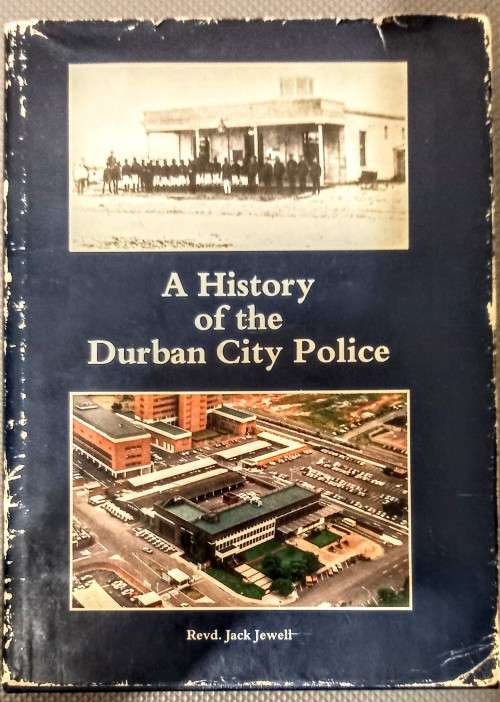 A History
of the
Durban City Police
Revd. Jack Jewell